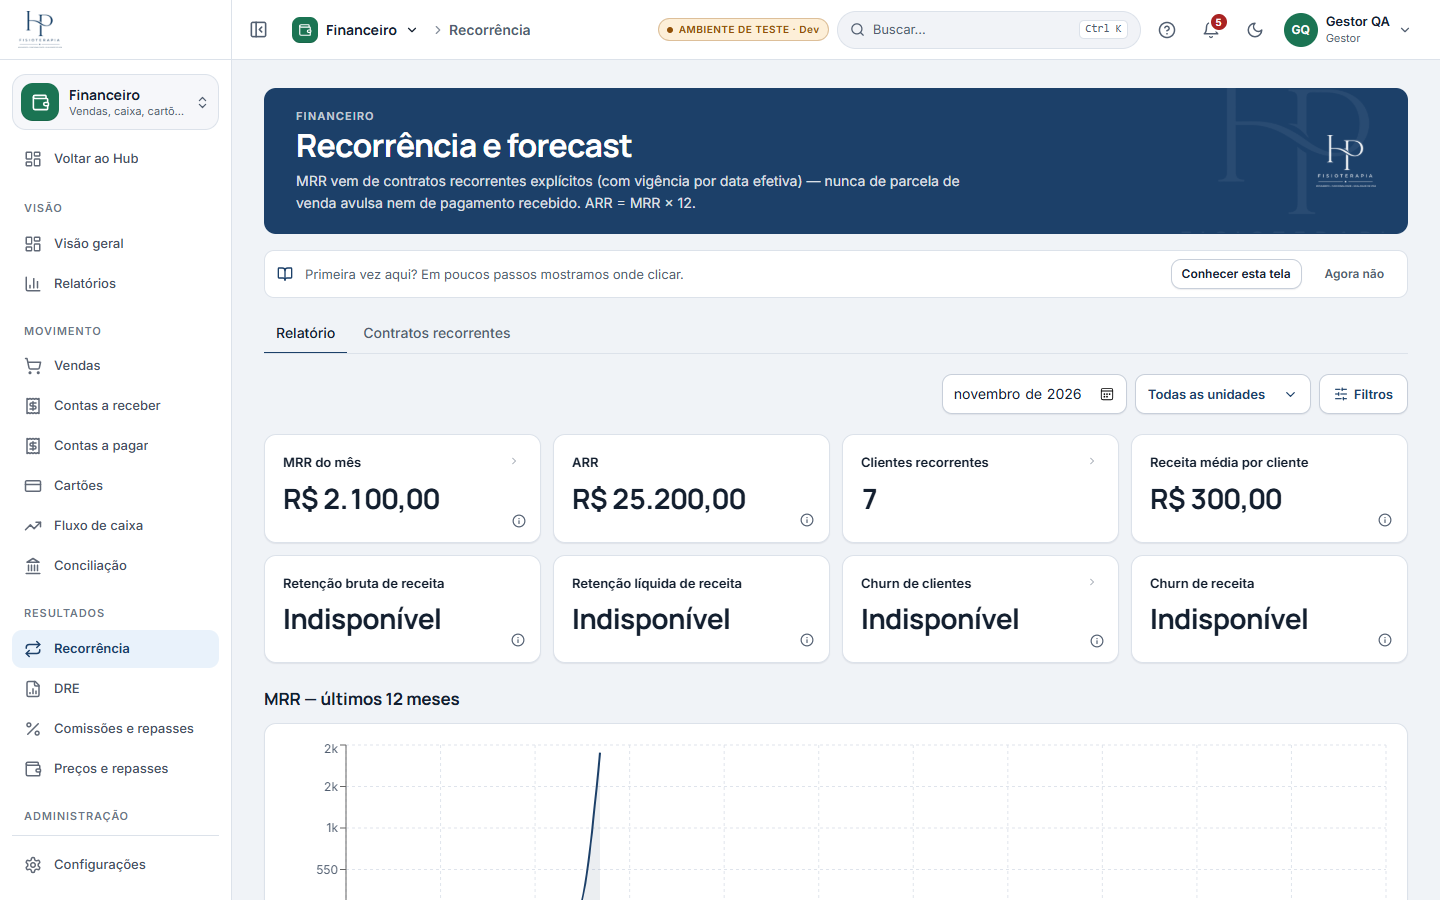 HP
FISIOTERAPIA
Financeiro
Recorrência
AMBIENTE DE TESTE · Dev
Buscar...
Ctrl K
5
GQ
Gestor QA
Gestor
Financeiro
Vendas, caixa, cartõ...
Voltar ao Hub
VISÃO
Visão geral
Relatórios
MOVIMENTO
Vendas
Contas a receber
Contas a pagar
Cartões
Fluxo de caixa
Conciliação
RESULTADOS
Recorrência
DRE
Comissões e repasses
Preços e repasses
ADMINISTRAÇÃO
Configurações
FINANCEIRO
Recorrência e forecast
MRR vem de contratos recorrentes explícitos (com vigência por data efetiva) — nunca de parcela de
venda avulsa nem de pagamento recebido. ARR = MRR × 12.
HP
FISIOTERAPIA
Primeira vez aqui? Em poucos passos mostramos onde clicar.
Conhecer esta tela
Agora não
Relatório
Contratos recorrentes
novembro de 2026
Todas as unidades
Filtros
MRR do mês
R$ 2.100,00
ARR
R$ 25.200,00
Clientes recorrentes
7
Receita média por cliente
R$ 300,00
Retenção bruta de receita
Indisponível
Retenção líquida de receita
Indisponível
Churn de clientes
Indisponível
Churn de receita
Indisponível
MRR — últimos 12 meses
2k
2k
1k
550